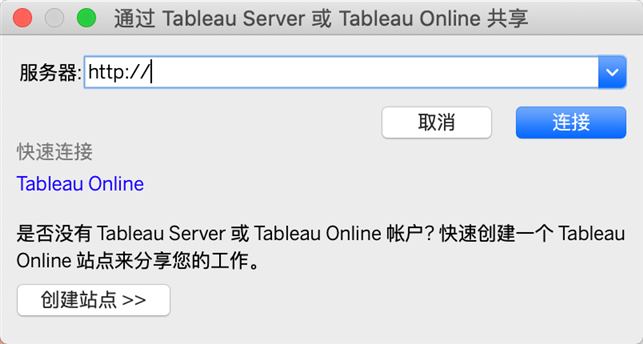 通过 Tableau Server 或 Tableau Online 共享
服务器: http://
取消 连接
快速连接
Tableau Online
是否没有 Tableau Server 或 Tableau Online 帐户? 快速创建一个 Tableau
Online 站点来分享您的工作。
创建站点 >>